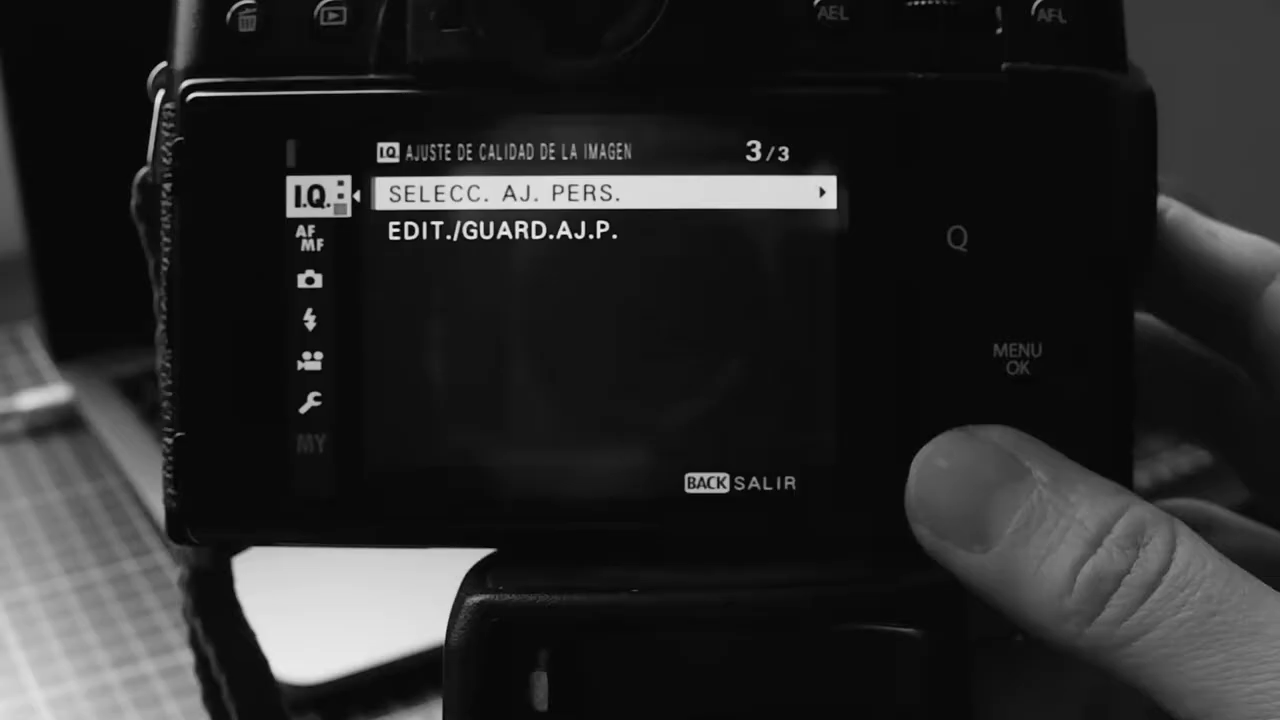 AEL
AFL
I.Q. AJUSTE DE CALIDAD DE LA IMAGEN 3/3
I.Q.
SELECC. AJ. PERS.
AF
MF
EDIT./GUARD.AJ.P.
Q
MENU
OK
MY
BACK SALIR